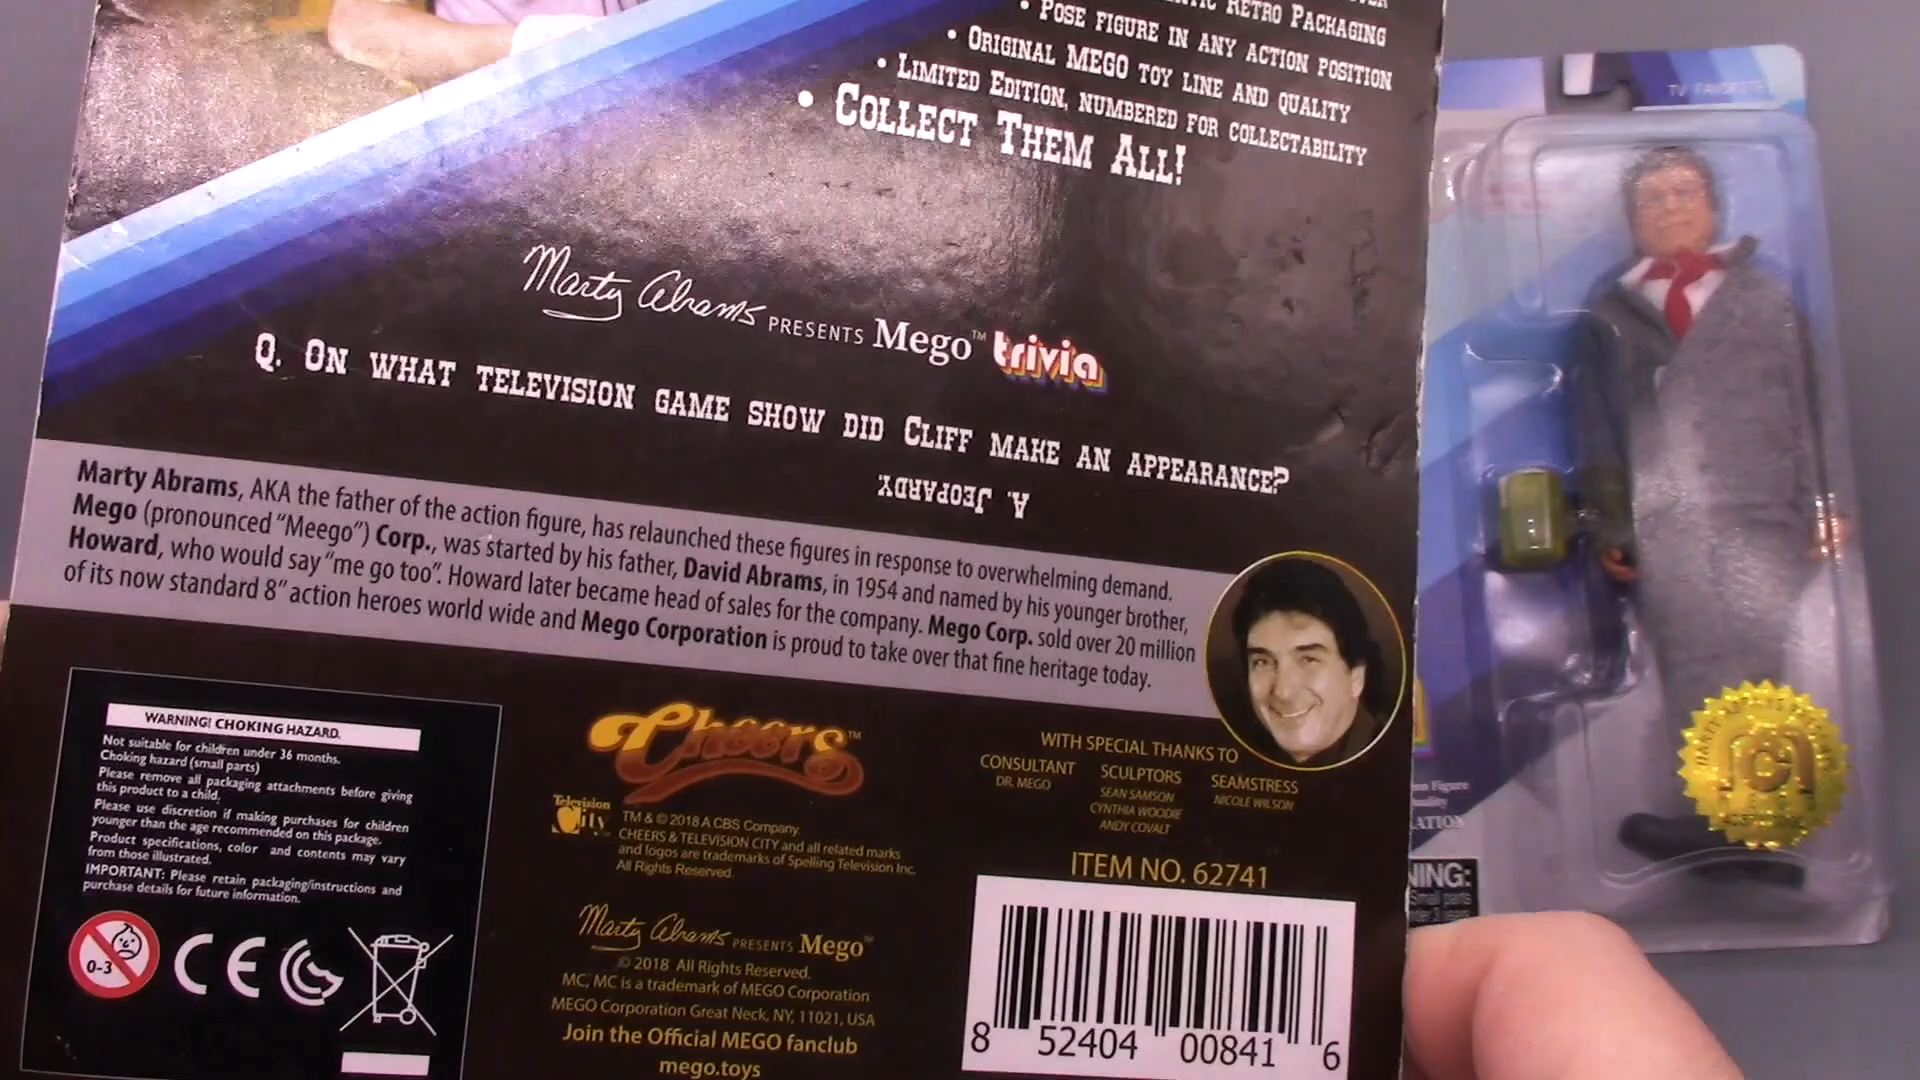 RETRO PACKAGING
• POSE FIGURE IN ANY ACTION POSITION
• ORIGINAL MEGO TOY LINE AND QUALITY
• LIMITED EDITION, NUMBERED FOR COLLECTABILITY
• COLLECT THEM ALL!
Marty Abrams PRESENTS Mego™ trivia
Q. ON WHAT TELEVISION GAME SHOW DID CLIFF MAKE AN APPEARANCE?
A. JEOPARDY.
Marty Abrams, AKA the father of the action figure, has relaunched these figures in response to overwhelming demand.
Mego (pronounced “Meego”) Corp., was started by his father, David Abrams, in 1954 and named by his younger brother,
Howard, who would say “me go too”. Howard later became head of sales for the company. Mego Corp. sold over 20 million
of its now standard 8” action heroes world wide and Mego Corporation is proud to take over that fine heritage today.
WARNING! CHOKING HAZARD.
Not suitable for children under 36 months.
Choking hazard (small parts)
Please remove all packaging attachments before giving
this product to a child.
Please use discretion if making purchases for children
younger than the age recommended on this package.
Product specifications, color and contents may vary
from those illustrated.
IMPORTANT: Please retain packaging/instructions and
purchase details for future information.
0-3
CE
Cheers™
Television
City
TM & © 2018 A CBS Company.
CHEERS & TELEVISION CITY and all related marks
and logos are trademarks of Spelling Television Inc.
All Rights Reserved.
Marty Abrams PRESENTS Mego™
© 2018 All Rights Reserved.
MC, MC is a trademark of MEGO Corporation
MEGO Corporation Great Neck, NY, 11021, USA
Join the Official MEGO fanclub
mego.toys
WITH SPECIAL THANKS TO
CONSULTANT
DR. MEGO
SCULPTORS
SEAN SAMSON
CYNTHIA WOODIE
ANDY COVALT
SEAMSTRESS
NICOLE WILSON
ITEM NO. 62741
8 52404 00841 6
TV FAVORITES
Figure
NING:
Small parts